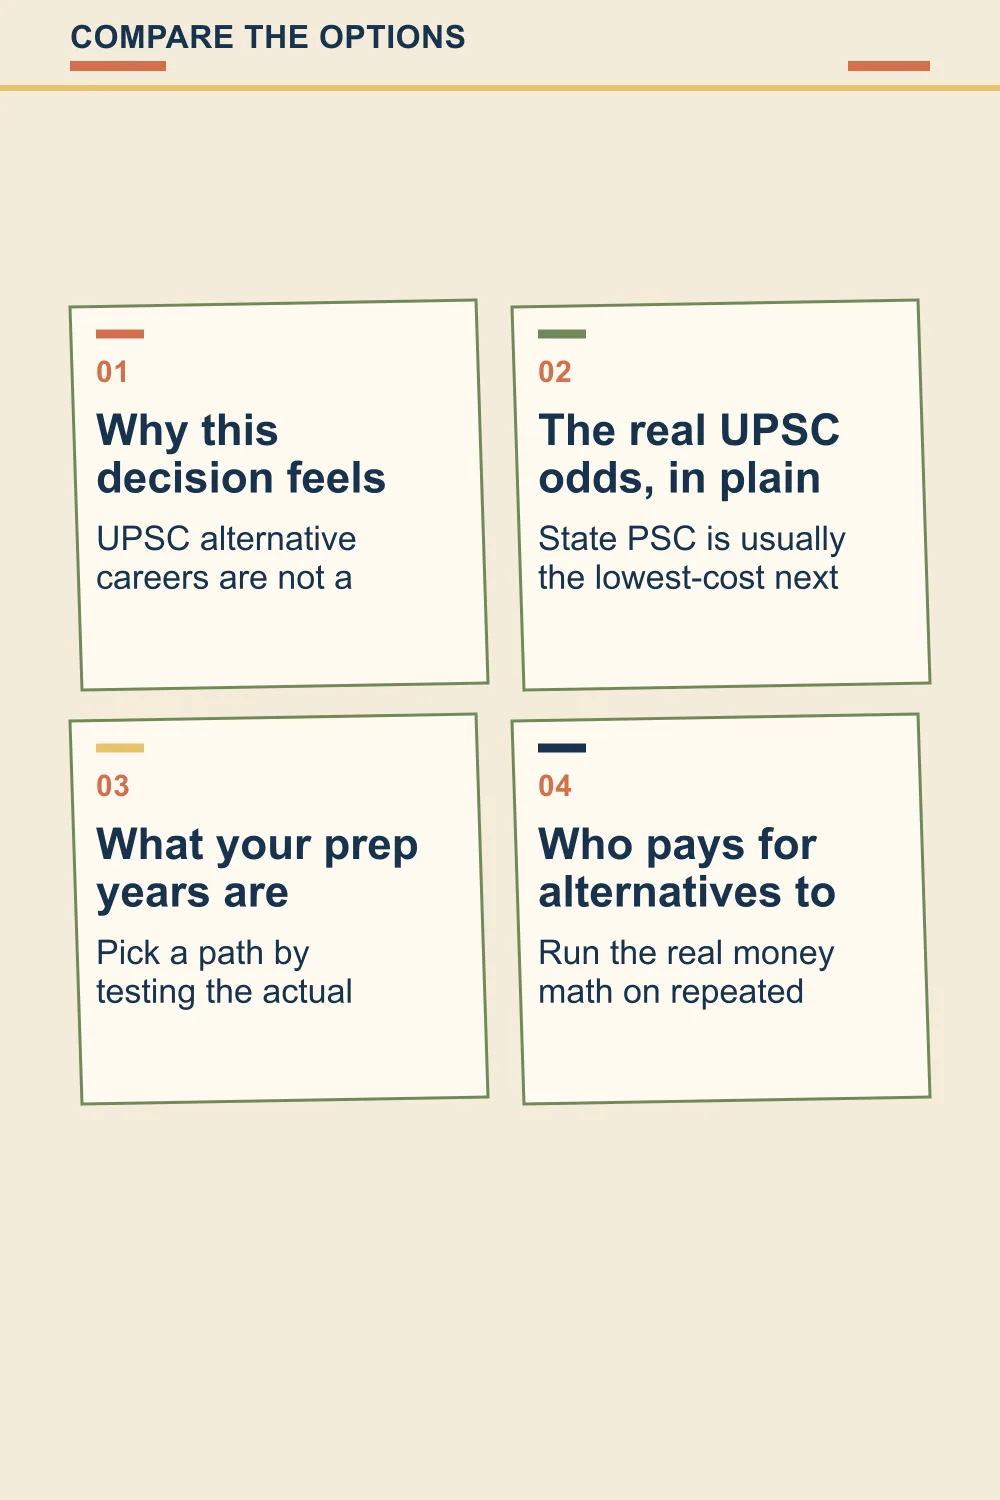 COMPARE THE OPTIONS
01
Why this
decision feels
UPSC alternative
careers are not a
02
The real UPSC
odds, in plain
State PSC is usually
the lowest-cost next
03
What your prep
years are
Pick a path by
testing the actual
04
Who pays for
alternatives to
Run the real money
math on repeated